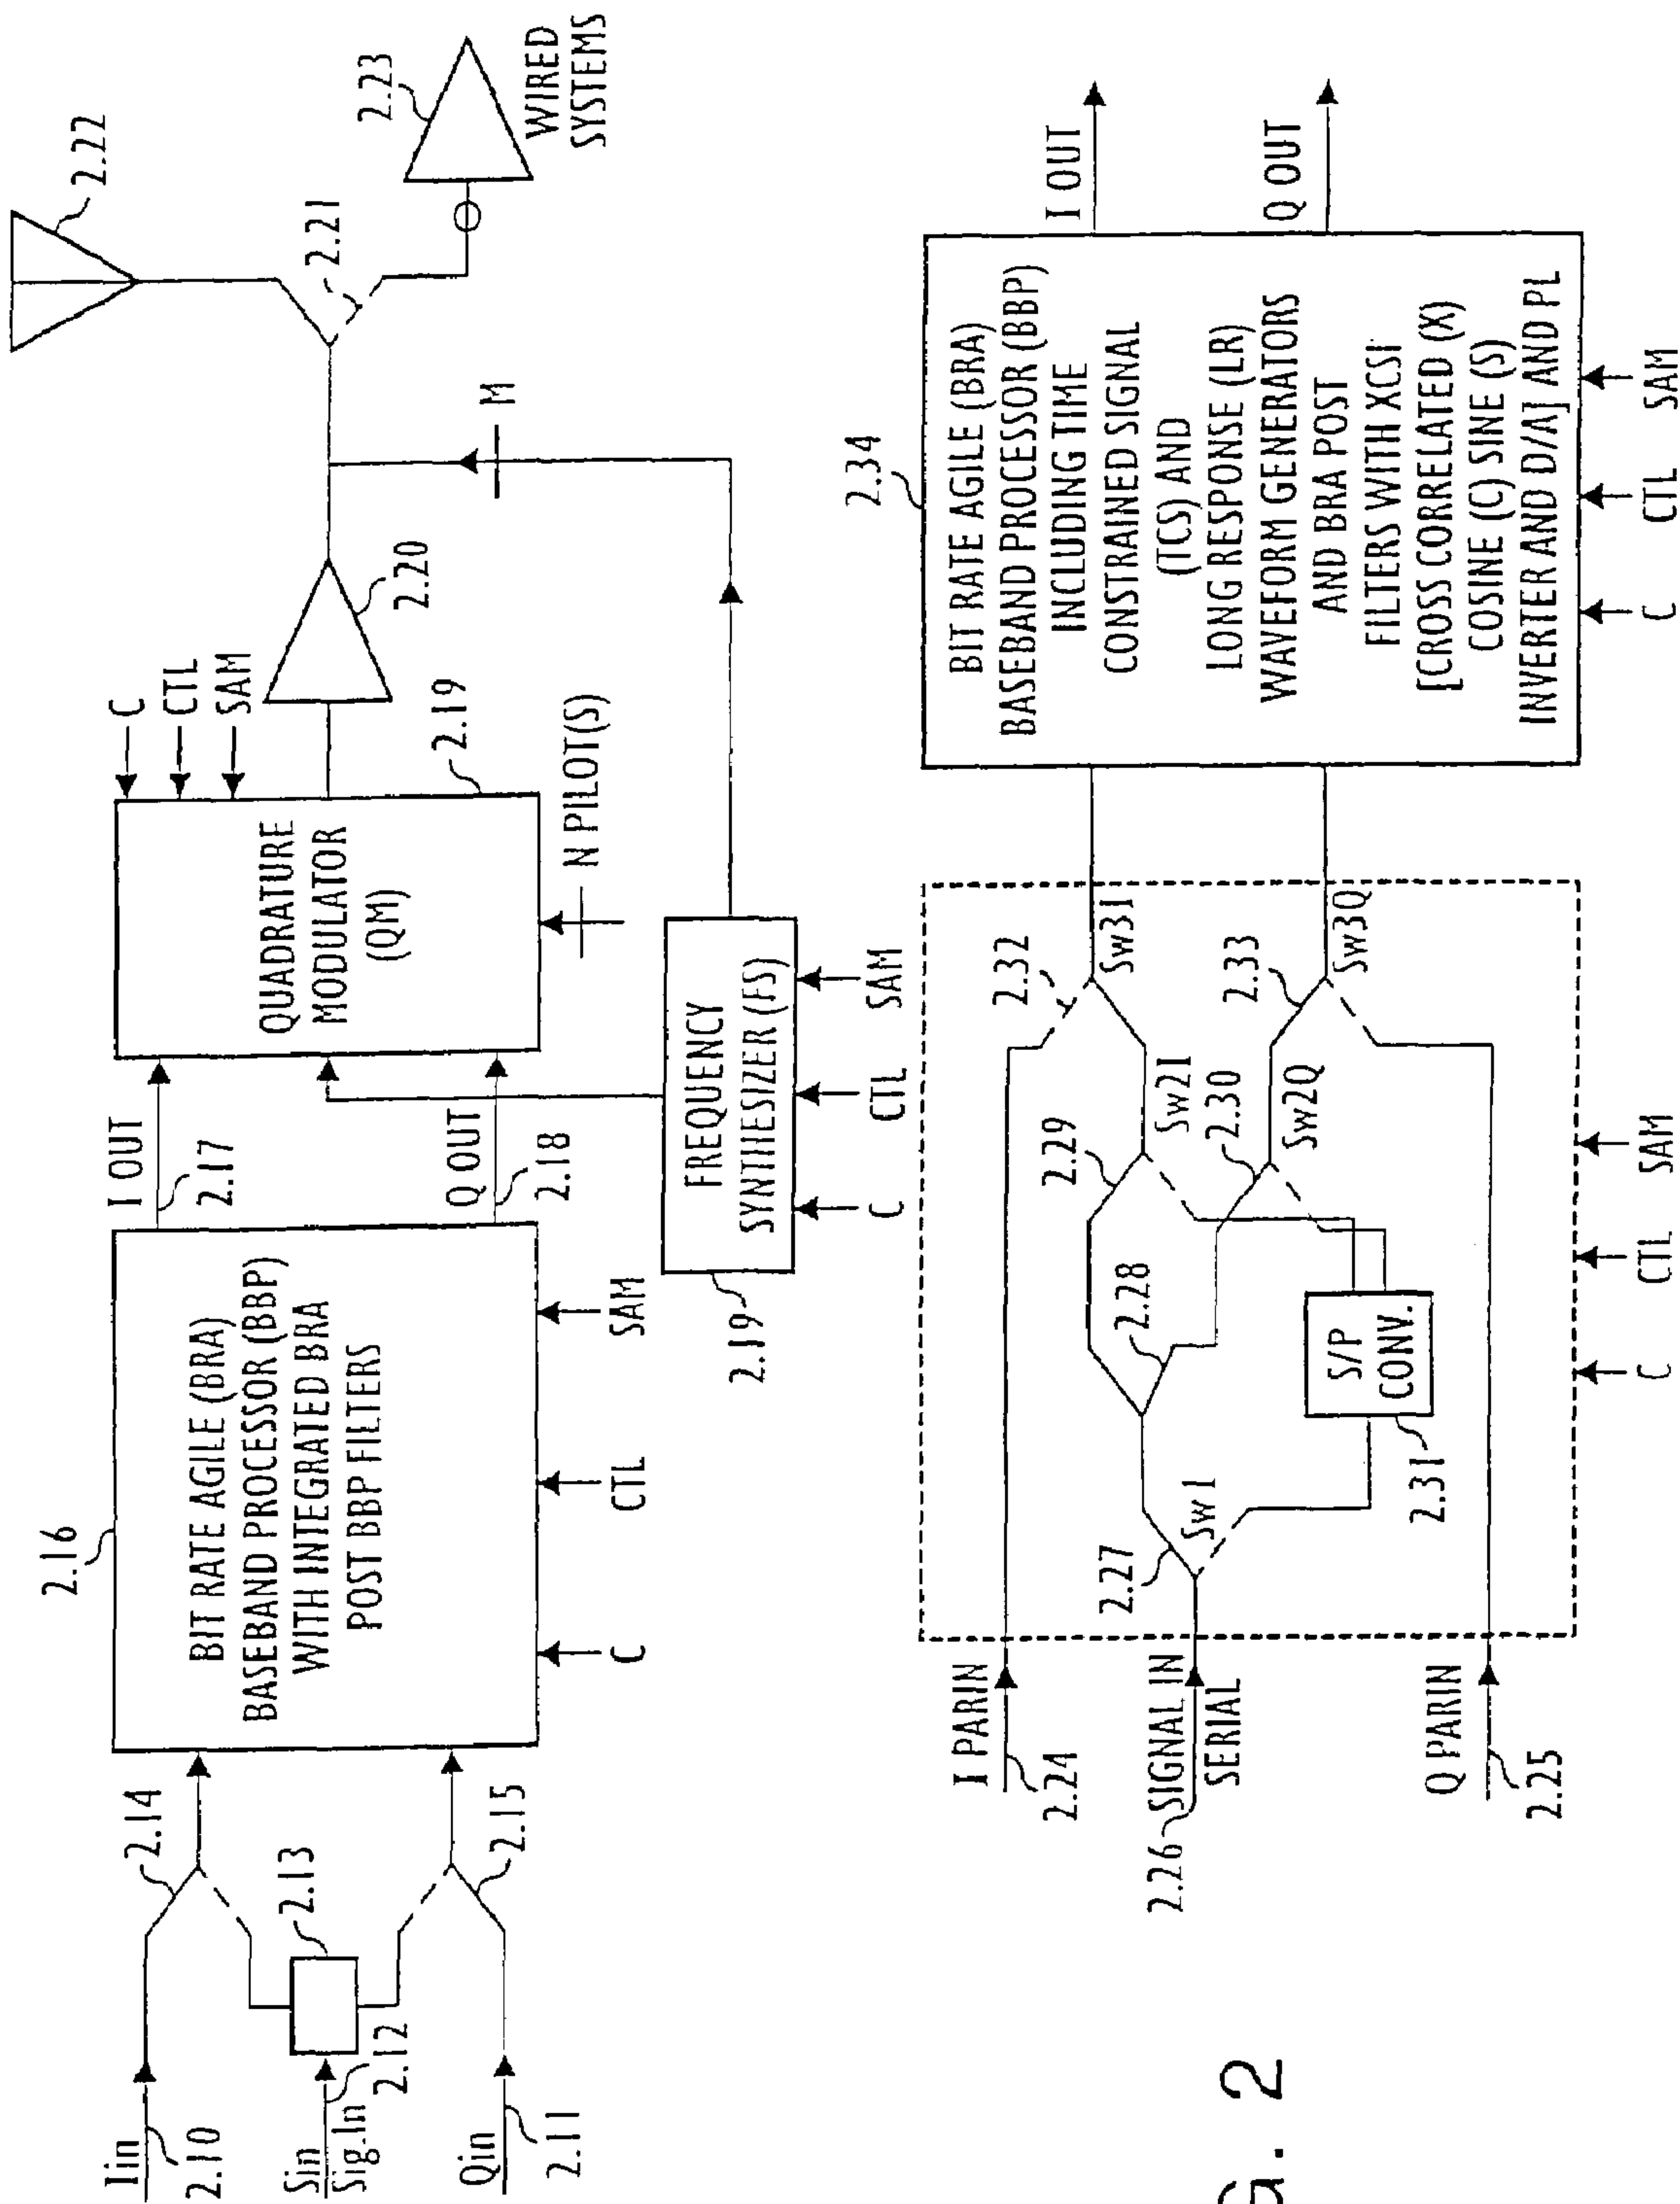 Iin
2.10
Sin
Sig.In
2.12
Qin
2.11
2.13
2.14
2.15
2.16
BIT RATE AGILE (BRA)
BASEBAND PROCESSOR (BBP)
WITH INTEGRATED BRA
POST BBP FILTERS
C
CTL
SAM
I OUT
2.17
Q OUT
2.18
QUADRATURE
MODULATOR
(QM)
C
CTL
SAM
2.19
N PILOT(S)
FREQUENCY
SYNTHESIZER (FS)
2.19
C
CTL
SAM
2.20
M
2.21
2.22
2.23
WIRED
SYSTEMS
I PARIN
2.24
2.26
SIGNAL IN
SERIAL
Q PARIN
2.25
2.27
Sw1
2.28
2.29
Sw2I
2.30
Sw2Q
S/P
CONV.
2.31
2.32
Sw3I
2.33
Sw3Q
C
CTL
SAM
2.34
BIT RATE AGILE (BRA)
BASEBAND PROCESSOR (BBP)
INCLUDING TIME
CONSTRAINED SIGNAL
(TCS) AND
LONG RESPONSE (LR)
WAVEFORM GENERATORS
AND BRA POST
FILTERS WITH XCSI
[CROSS CORRELATED (X)
COSINE (C) SINE (S)
INVERTER AND D/A] AND PL
C
CTL
SAM
I OUT
Q OUT
G. 2